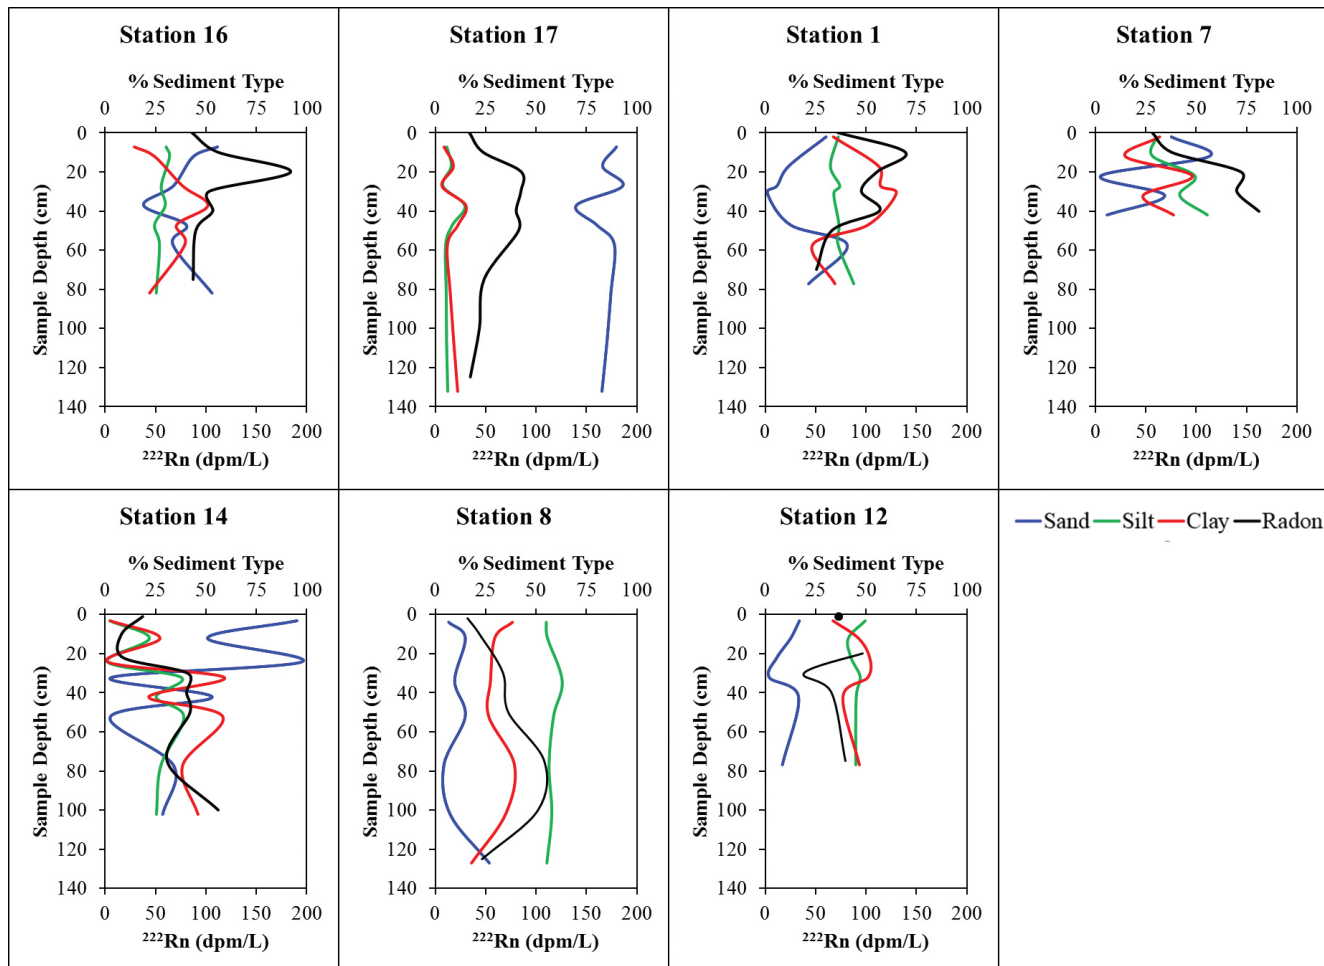 Station 16
% Sediment Type
0 25 50 75 100
0
20
40
60
80
100
120
140
Sample Depth (cm)
0 50 100 150 200
²²²Rn (dpm/L)
Station 17
% Sediment Type
0 25 50 75 100
0
20
40
60
80
100
120
140
Sample Depth (cm)
0 50 100 150 200
²²²Rn (dpm/L)
Station 1
% Sediment Type
0 25 50 75 100
0
20
40
60
80
100
120
140
Sample Depth (cm)
0 50 100 150 200
²²²Rn (dpm/L)
Station 7
% Sediment Type
0 25 50 75 100
0
20
40
60
80
100
120
140
Sample Depth (cm)
0 50 100 150 200
²²²Rn (dpm/L)
Station 14
% Sediment Type
0 25 50 75 100
0
20
40
60
80
100
120
140
Sample Depth (cm)
0 50 100 150 200
²²²Rn (dpm/L)
Station 8
% Sediment Type
0 25 50 75 100
0
20
40
60
80
100
120
140
Sample Depth (cm)
0 50 100 150 200
²²²Rn (dpm/L)
Station 12
% Sediment Type
0 25 50 75 100
0
20
40
60
80
100
120
140
Sample Depth (cm)
0 50 100 150 200
²²²Rn (dpm/L)
Sand Silt Clay Radon